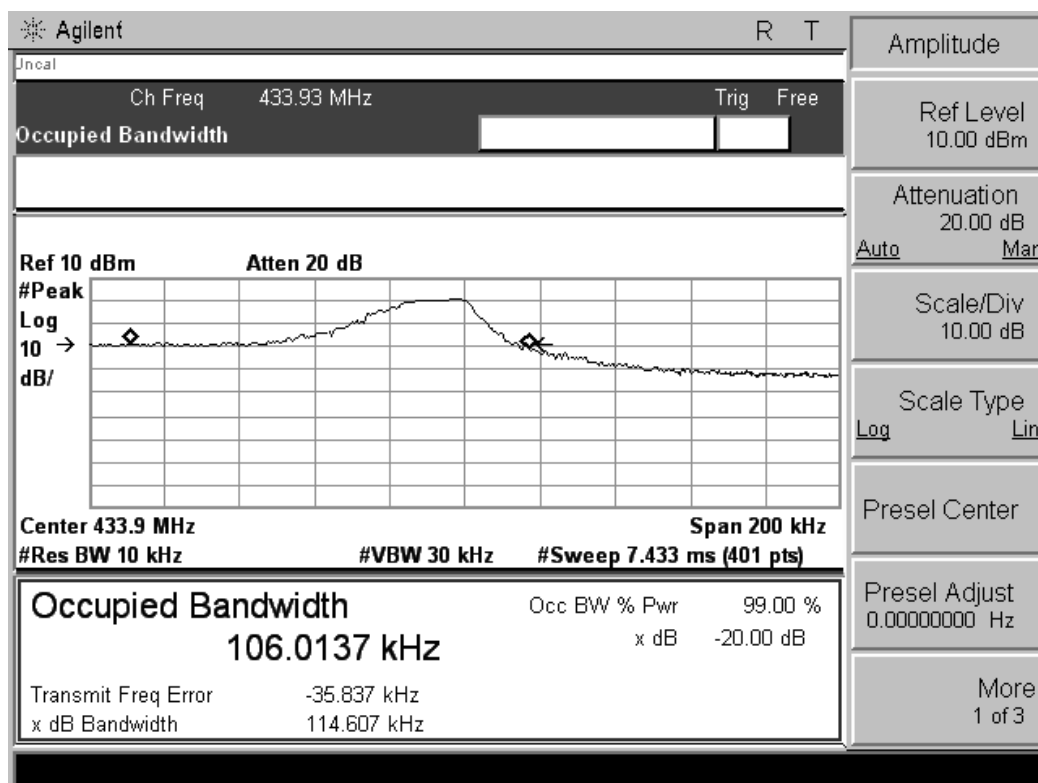 Agilent R T
Uncal
Ch Freq 433.93 MHz Trig Free
Occupied Bandwidth
Ref 10 dBm Atten 20 dB
#Peak
Log
10
dB/
Center 433.9 MHz Span 200 kHz
#Res BW 10 kHz #VBW 30 kHz #Sweep 7.433 ms (401 pts)
Occupied Bandwidth
106.0137 kHz
Occ BW % Pwr 99.00 %
x dB -20.00 dB
Transmit Freq Error -35.837 kHz
x dB Bandwidth 114.607 kHz
Amplitude
Ref Level
10.00 dBm
Attenuation
20.00 dB
Auto Man
Scale/Div
10.00 dB
Scale Type
Log Lin
Presel Center
Presel Adjust
0.00000000 Hz
More
1 of 3